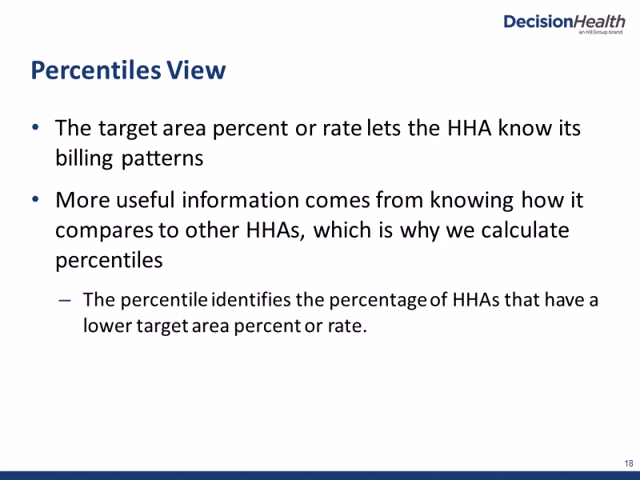 DecisionHealth
an H3.Group brand
Percentiles View
• The target area percent or rate lets the HHA know its
billing patterns
• More useful information comes from knowing how it
compares to other HHAs, which is why we calculate
percentiles
– The percentile identifies the percentage of HHAs that have a
lower target area percent or rate.
18